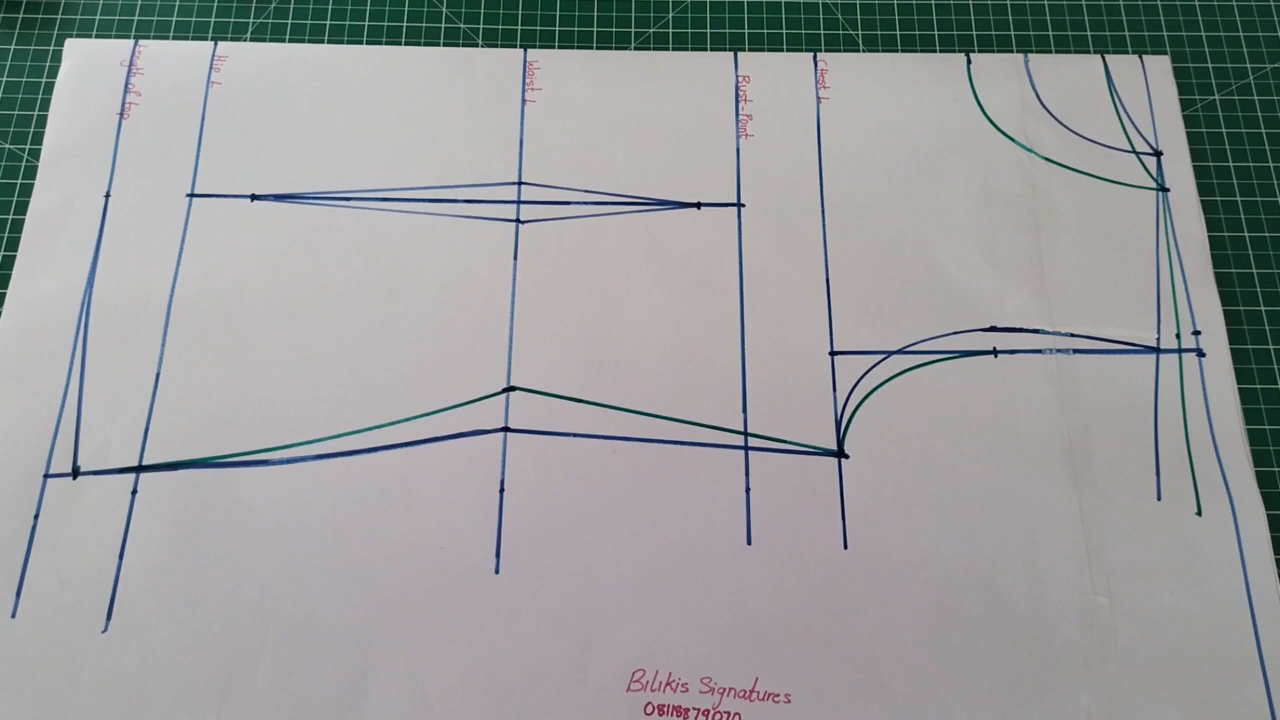 Length of top
Hip L
Waist L
Bust-Point
Chest L
Bilikis Signatures
08118879070